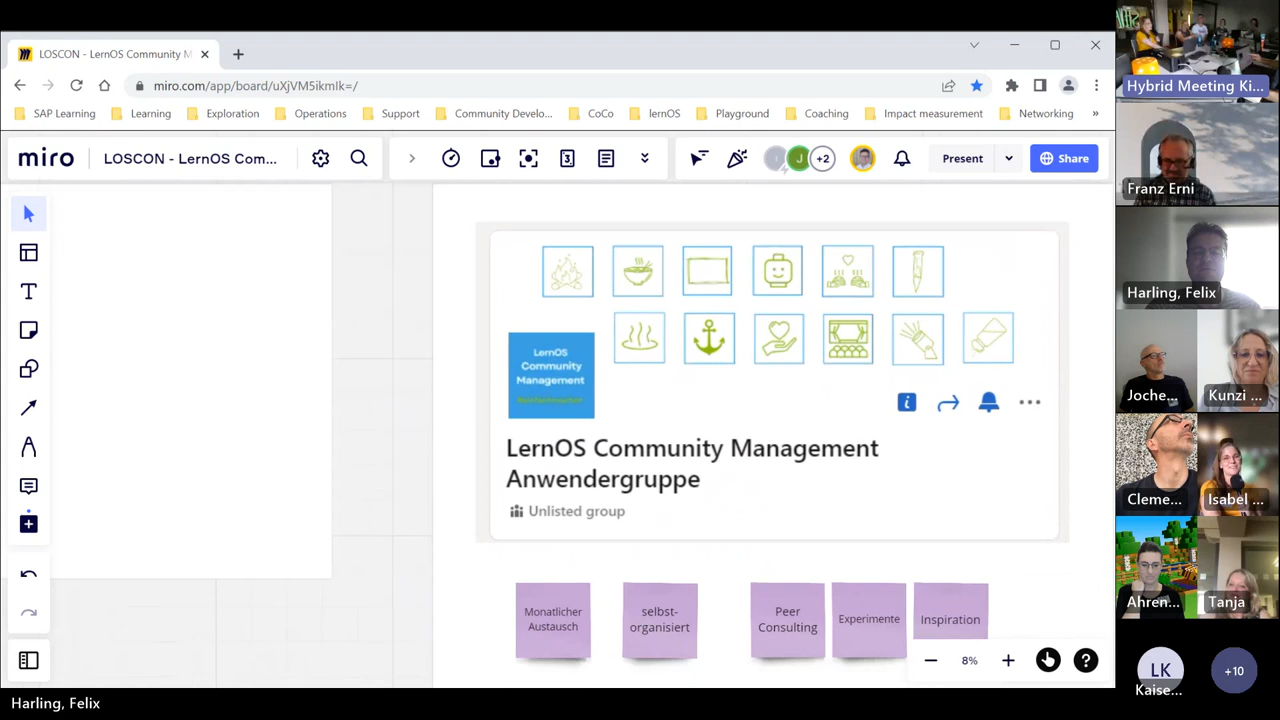 LOSCON - LernOS Community M
miro.com/app/board/uXjVM5ikmIk=/
SAP Learning
Learning
Exploration
Operations
Support
Community Develo...
CoCo
lernOS
Playground
Coaching
Impact measurement
Networking
»
miro
LOSCON - LernOS Com...
3
J
+2
Present
Share
LernOS
Community
Management
LernOS Community Management
Anwendergruppe
Unlisted group
Monatlicher
Austausch
selbst-
organisiert
Peer
Consulting
Experimente
Inspiration
8%
Hybrid Meeting Ki...
Franz Erni
Harling, Felix
Joche...
Kunzi ...
Cleme...
Isabel ...
Ahren...
Tanja
LK
Kaise...
+10
Harling, Felix